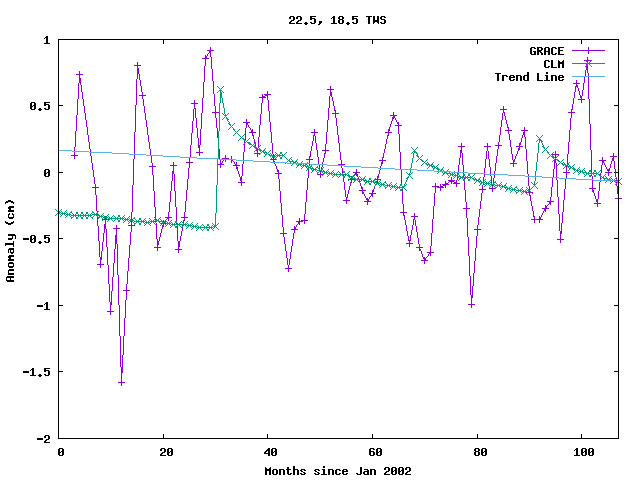 22.5, 18.5 TWS
GRACE
CLM
Trend Line
1
0.5
0
-0.5
-1
-1.5
-2
Anomaly (cm)
0 20 40 60 80 100
Months since Jan 2002